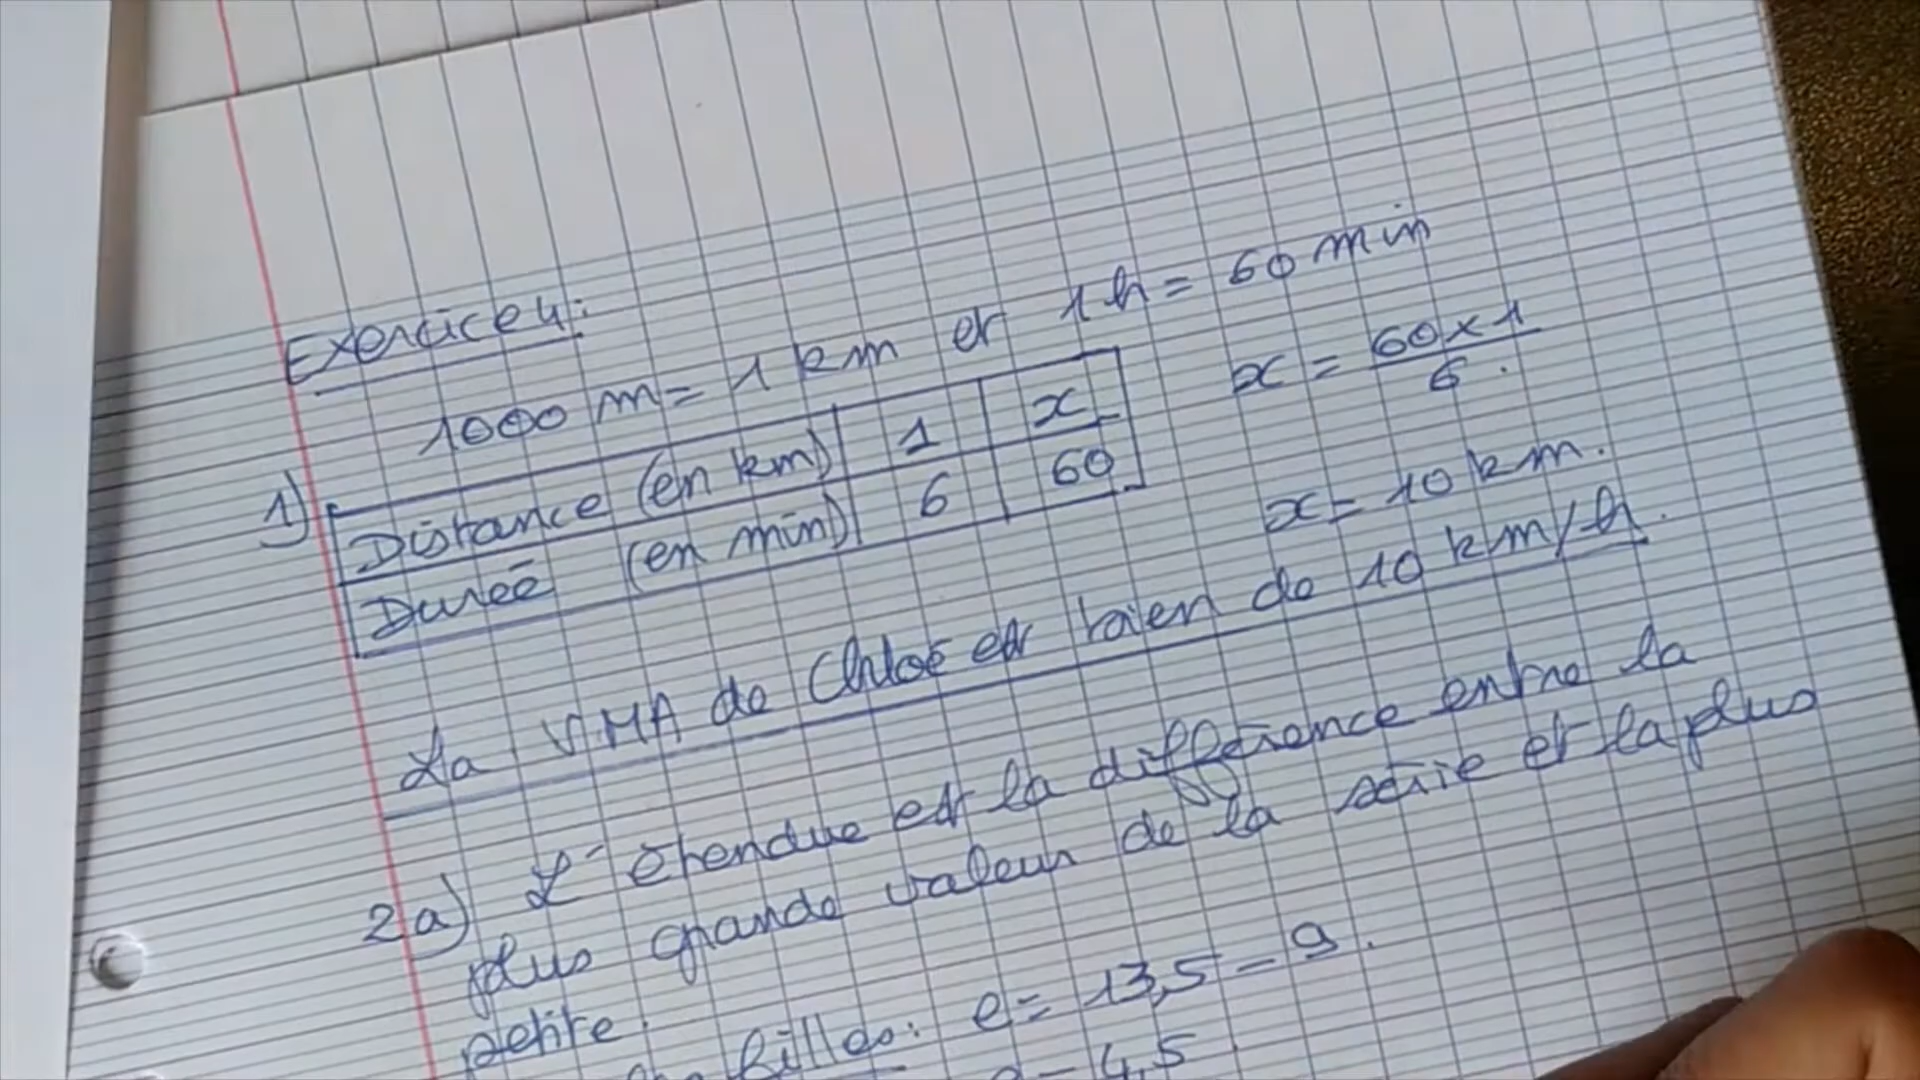 Exercice 4:
1000 m = 1 km et 1 h = 60 min
1) Distance (en km) 1 x
Durée (en min) 6 60
x = 60 x 1 / 6
x = 10 km.
La VMA de Chloé est bien de 10 km/h.
2a) L'étendue est la différence entre la
plus grande valeur de la série et la plus
petite.
filles: e = 13,5 - 9.
= 4,5